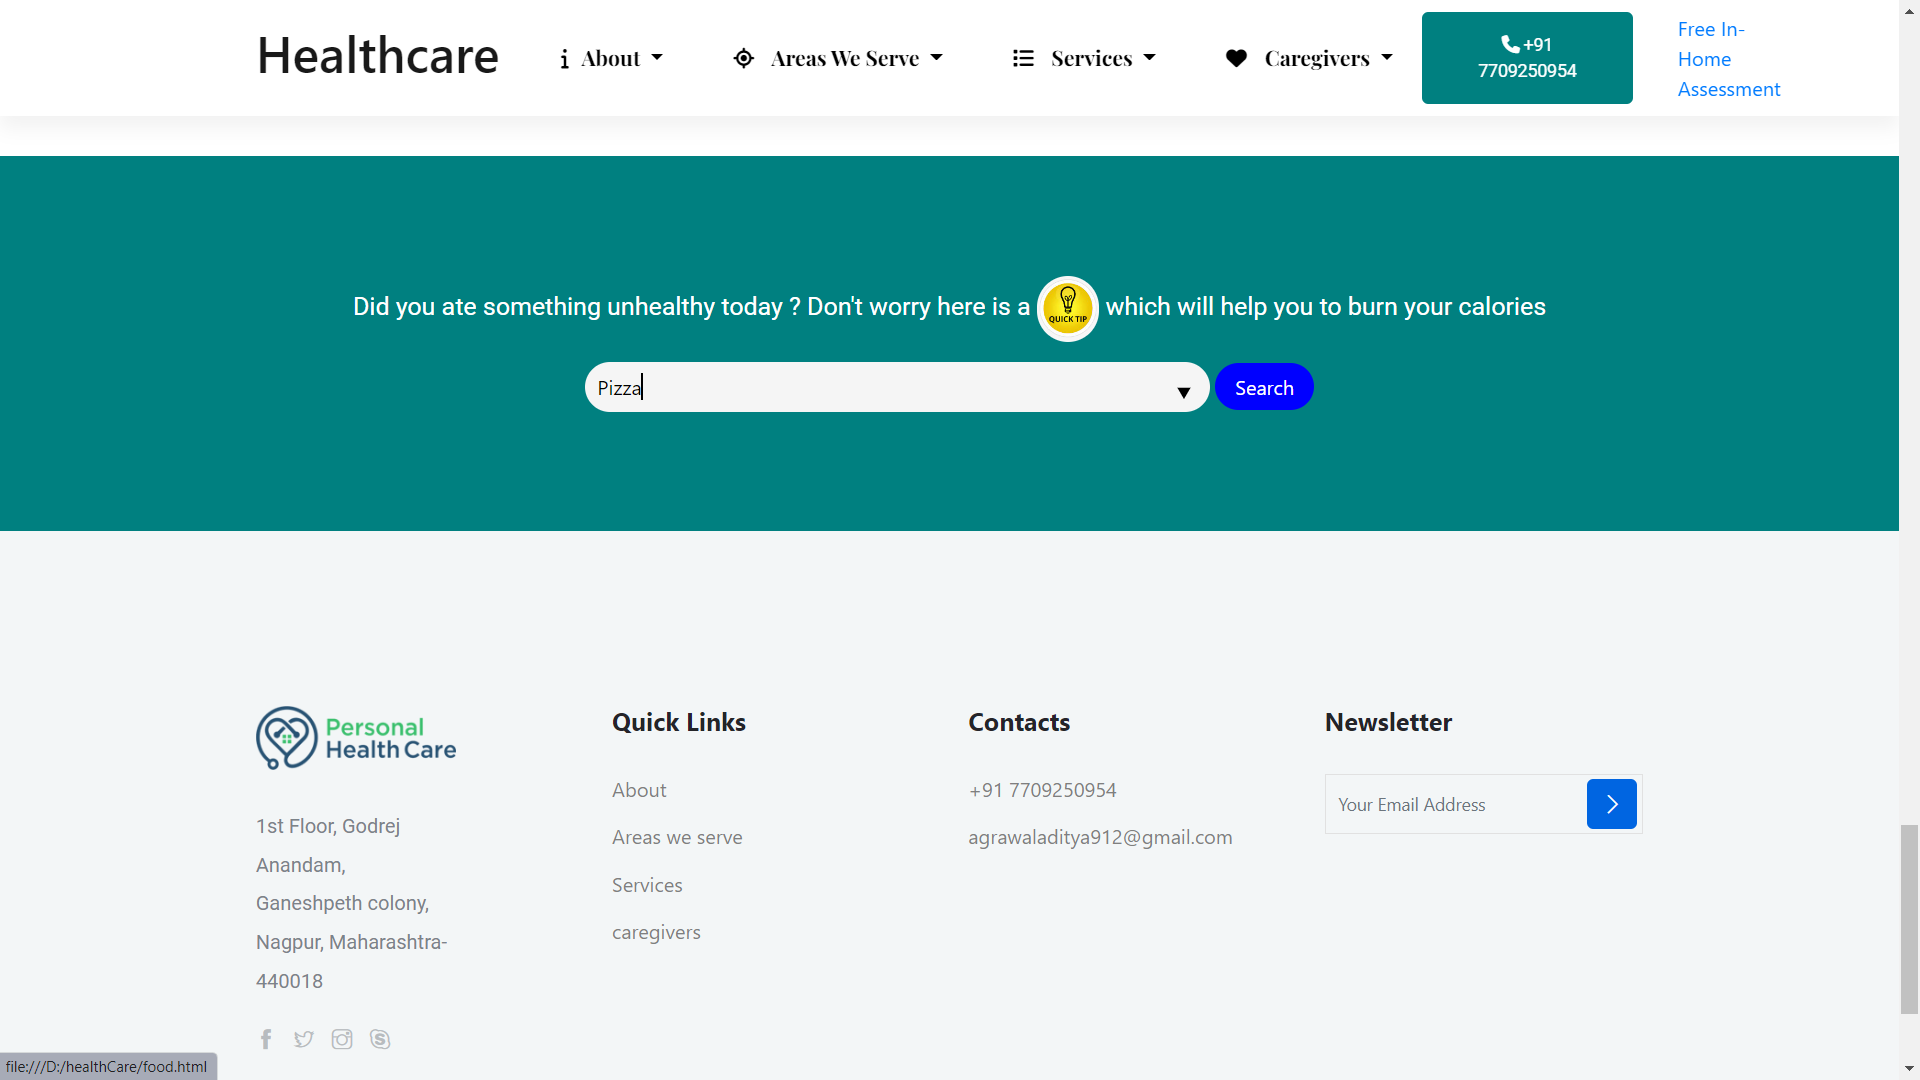 Healthcare
About
Areas We Serve
Services
Caregivers
+91
7709250954
Free In-
Home
Assessment
Did you ate something unhealthy today ? Don't worry here is a QUICK TIP which will help you to burn your calories
Pizza
Search
Personal
Health Care
1st Floor, Godrej
Anandam,
Ganeshpeth colony,
Nagpur, Maharashtra-
440018
Quick Links
About
Areas we serve
Services
caregivers
Contacts
+91 7709250954
agrawaladitya912@gmail.com
Newsletter
Your Email Address
file:///D:/healthCare/food.html